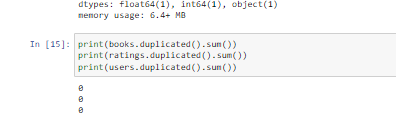 dtypes: float64(1), int64(1), object(1)
memory usage: 6.4+ MB
In [15]: print(books.duplicated().sum())
print(ratings.duplicated().sum())
print(users.duplicated().sum())
0
0
0